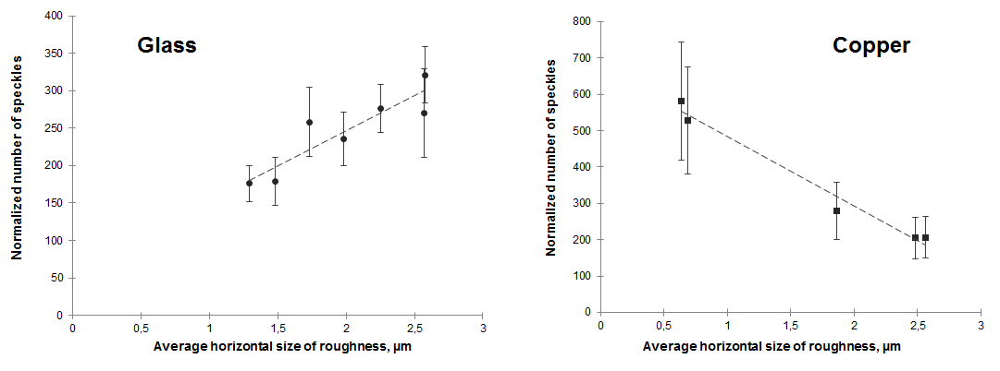 Glass
Normalized number of speckles
400
350
300
250
200
150
100
50
0
0 0,5 1 1,5 2 2,5 3
Average horizontal size of roughness, µm
Copper
Normalized number of speckles
800
700
600
500
400
300
200
100
0
0 0,5 1 1,5 2 2,5 3
Average horizontal size of roughness, µm